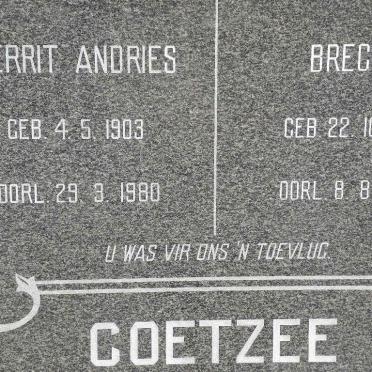 ERRIT ANDRIES BREC
GEB. 4. 5. 1903 GEB 22. 1
OORL. 29. 3. 1980 OORL. 8. 8
U WAS VIR ONS 'N TOEVLUG.
COETZEE